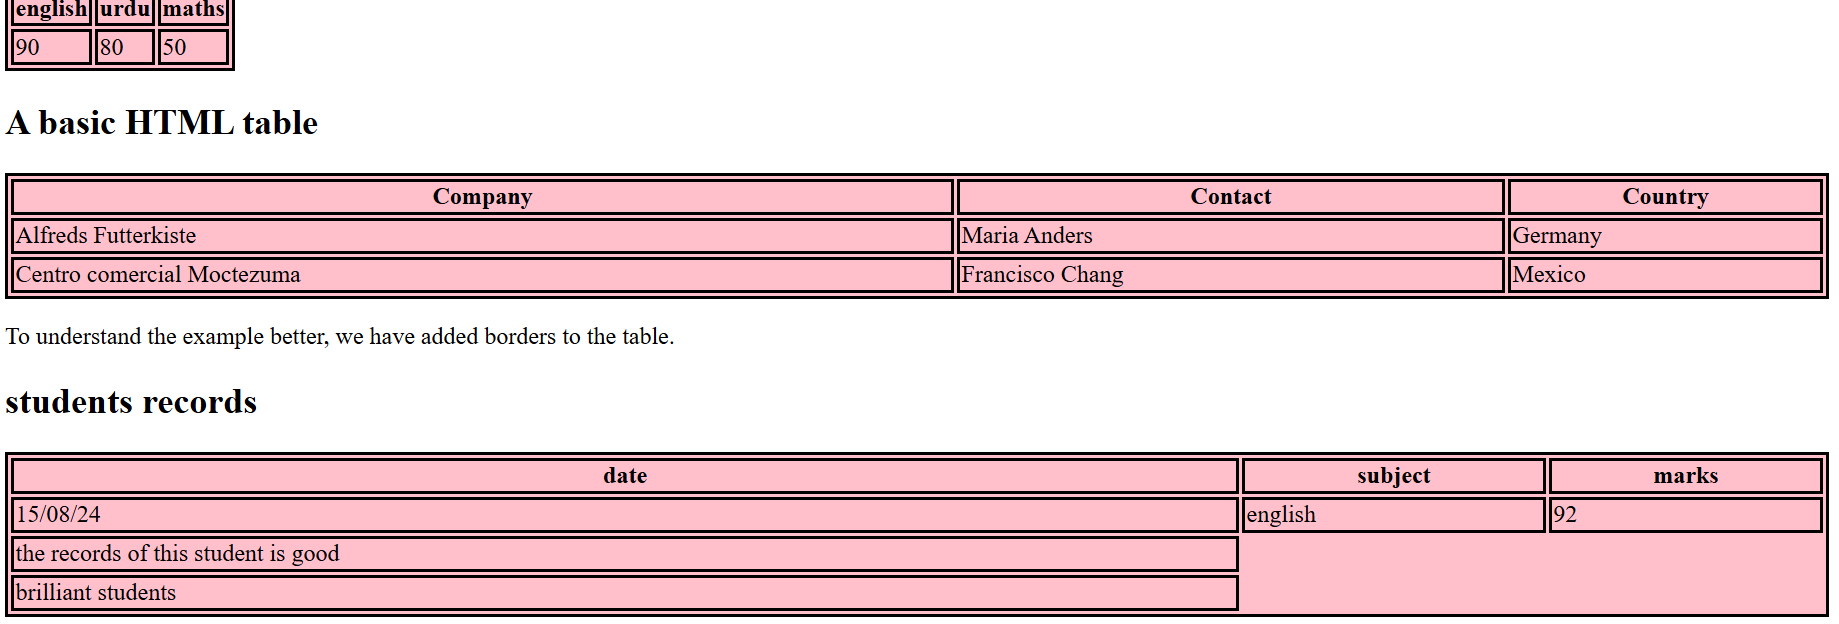 english urdu maths
90 80 50
A basic HTML table
Company Contact Country
Alfreds Futterkiste Maria Anders Germany
Centro comercial Moctezuma Francisco Chang Mexico
To understand the example better, we have added borders to the table.
students records
date subject marks
15/08/24 english 92
the records of this student is good
brilliant students